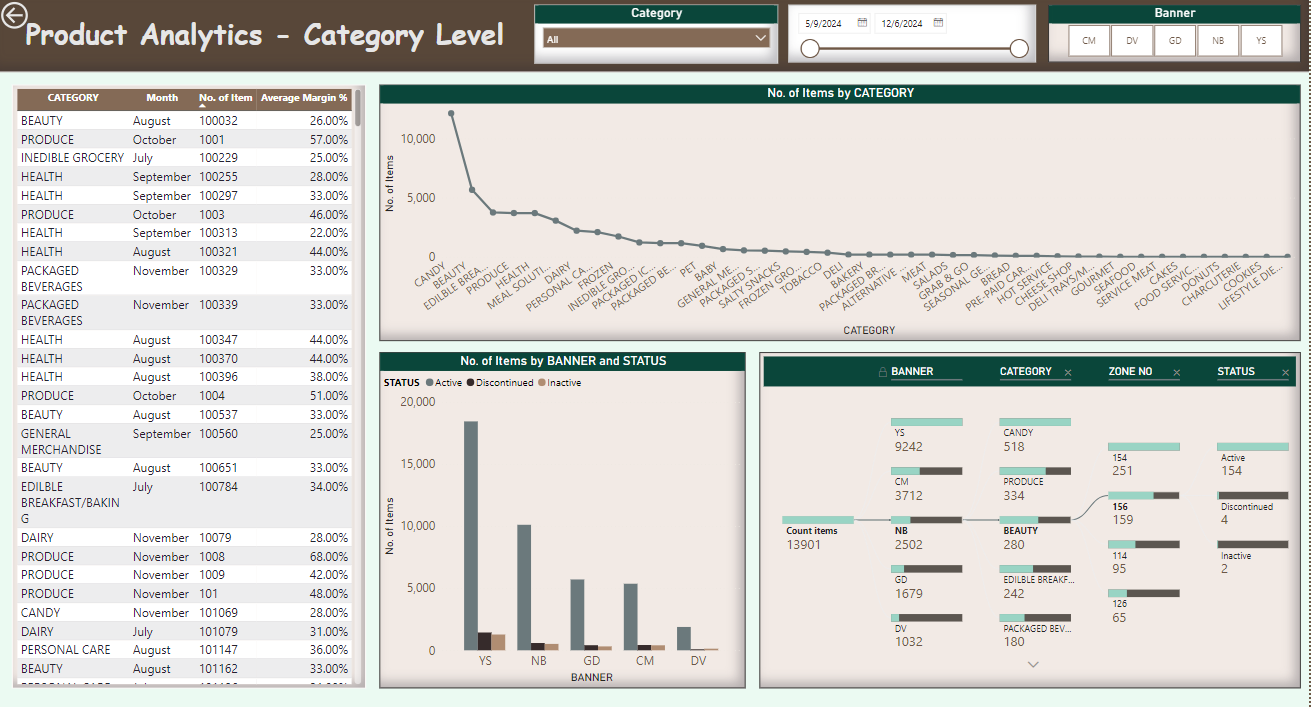 Product Analytics - Category Level
Category
All
5/9/2024
12/6/2024
Banner
CM
DV
GD
NB
YS
CATEGORY Month No. of Item Average Margin %
BEAUTY August 100032 26.00%
PRODUCE October 1001 57.00%
INEDIBLE GROCERY July 100229 25.00%
HEALTH September 100255 28.00%
HEALTH September 100297 33.00%
PRODUCE October 1003 46.00%
HEALTH September 100313 22.00%
HEALTH August 100321 44.00%
PACKAGED November 100329 33.00%
BEVERAGES
PACKAGED November 100339 33.00%
BEVERAGES
HEALTH August 100347 44.00%
HEALTH August 100370 44.00%
HEALTH August 100396 38.00%
PRODUCE October 1004 51.00%
BEAUTY August 100537 33.00%
GENERAL September 100560 25.00%
MERCHANDISE
BEAUTY August 100651 33.00%
EDILBLE July 100784 34.00%
BREAKFAST/BAKIN
G
DAIRY November 10079 28.00%
PRODUCE November 1008 68.00%
PRODUCE November 1009 42.00%
PRODUCE November 101 48.00%
CANDY November 101069 28.00%
DAIRY July 101079 31.00%
PERSONAL CARE August 101147 36.00%
BEAUTY August 101162 33.00%
No. of Items by CATEGORY
No. of Items
10,000
5,000
0
CANDY
BEAUTY
EDIBLE BREA...
PRODUCE
HEALTH
MEAL SOLUTI...
DAIRY
PERSONAL CA...
FROZEN
INEDIBLE GRO...
PACKAGED IC...
PACKAGED BE...
PET
BABY
GENERAL ME...
PACKAGED S...
SALTY SNACKS
FROZEN GRO...
TOBACCO
DELI
BAKERY
PACKAGED BR...
ALTERNATIVE ...
MEAT
SALADS
GRAB & GO
SEASONAL GE...
BREAD
PRE-PAID CAR...
HOT SERVICE
CHEESE SHOP
DELI TRAYS/M...
GOURMET
SEAFOOD
SERVICE MEAT
CAKES
FOOD SERVIC...
DONUTS
CHARCUTERIE
COOKIES
LIFESTYLE DIE...
CATEGORY
No. of Items by BANNER and STATUS
STATUS Active Discontinued Inactive
No. of Items
20,000
15,000
10,000
5,000
0
YS
NB
GD
CM
DV
BANNER
BANNER
CATEGORY
ZONE NO
STATUS
Count items
13901
YS
9242
CM
3712
NB
2502
GD
1679
DV
1032
CANDY
518
PRODUCE
334
BEAUTY
280
EDILBLE BREAKF...
242
PACKAGED BEV...
180
154
251
156
159
114
95
126
65
Active
154
Discontinued
4
Inactive
2